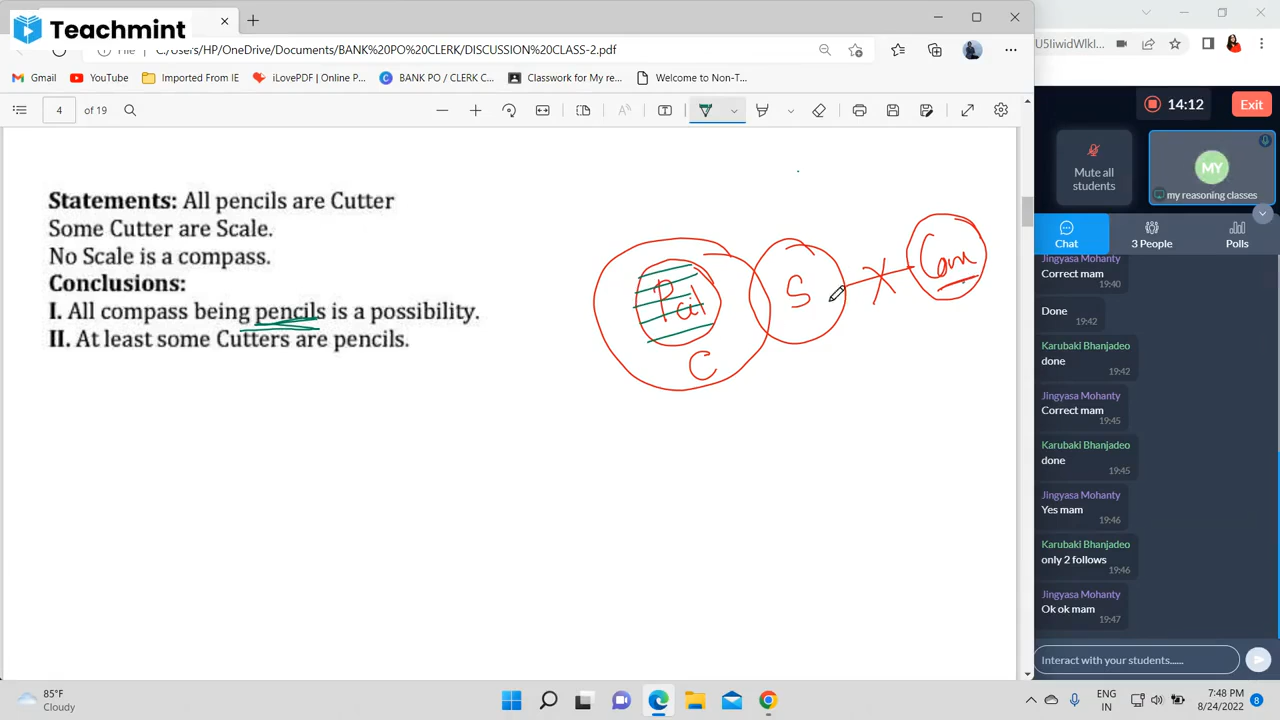 Teachmint
File
C:/Users/HP/OneDrive/Documents/BANK%20PO%20CLERK/DISCUSSION%20CLASS-2.pdf
Gmail
YouTube
Imported From IE
iLovePDF | Online P...
BANK PO / CLERK C...
Classwork for My re...
Welcome to Non-T...
4 of 19
Statements: All pencils are Cutter
Some Cutter are Scale.
No Scale is a compass.
Conclusions:
I. All compass being pencils is a possibility.
II. At least some Cutters are pencils.
S
C
Com
U5IiwidWlkI...
14:12
Exit
Mute all
students
MY
my reasoning classes
Chat
3 People
Polls
Karubaki Bhanjadeo
Correct mam
19:40
Done
19:42
Karubaki Bhanjadeo
done
19:42
Jingyasa Mohanty
Correct mam
19:45
Karubaki Bhanjadeo
done
19:45
Jingyasa Mohanty
Yes mam
19:46
Karubaki Bhanjadeo
only 2 follows
19:46
Jingyasa Mohanty
Ok ok mam
19:47
Interact with your students......
85°F
Cloudy
ENG
IN
7:48 PM
8/24/2022
8